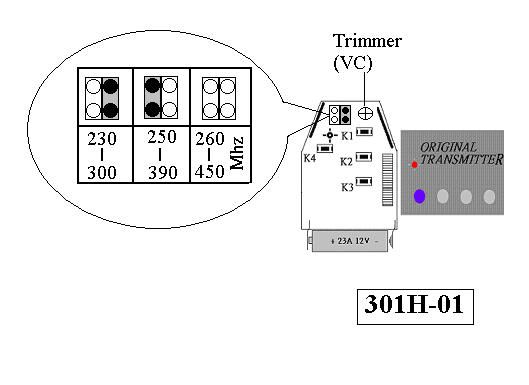 Trimmer
(VC)
230
–
300
250
–
390
260
–
450
Mhz
K1
K4
K2
K3
ORIGINAL
TRANSMITTER
+ 23A 12V -
301H-01